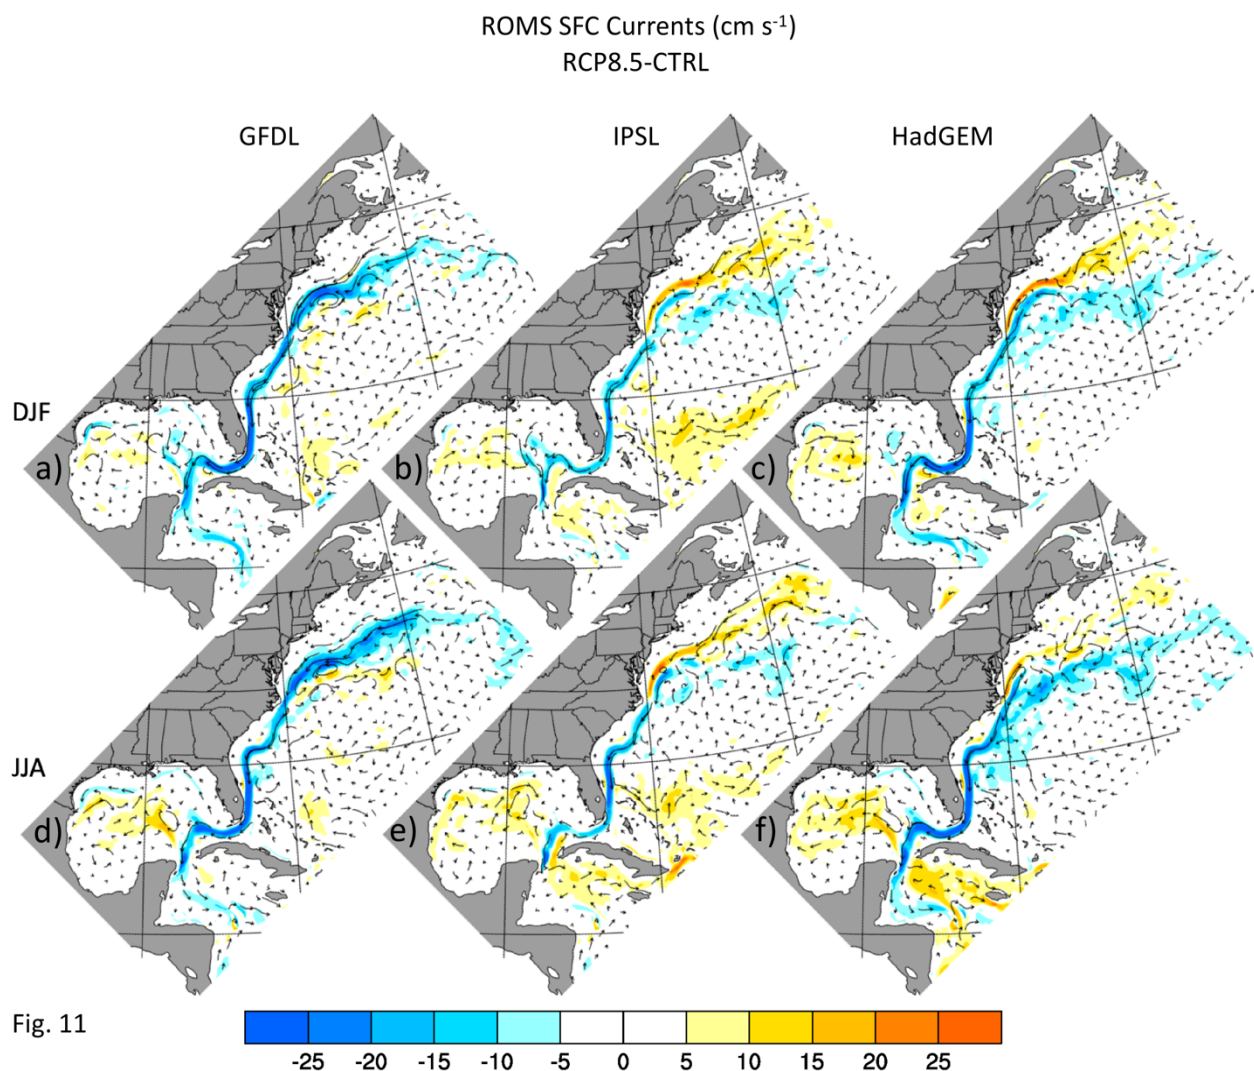 ROMS SFC Currents (cm s⁻¹)
RCP8.5-CTRL
GFDL IPSL HadGEM
DJF
a) b) c)
JJA
d) e) f)
Fig. 11
-25 -20 -15 -10 -5 0 5 10 15 20 25